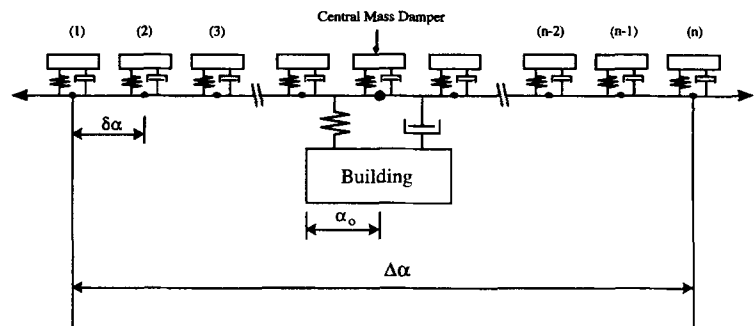 Central Mass Damper
(1) (2) (3) (n-2) (n-1) (n)
δα
Building
α₀
Δα